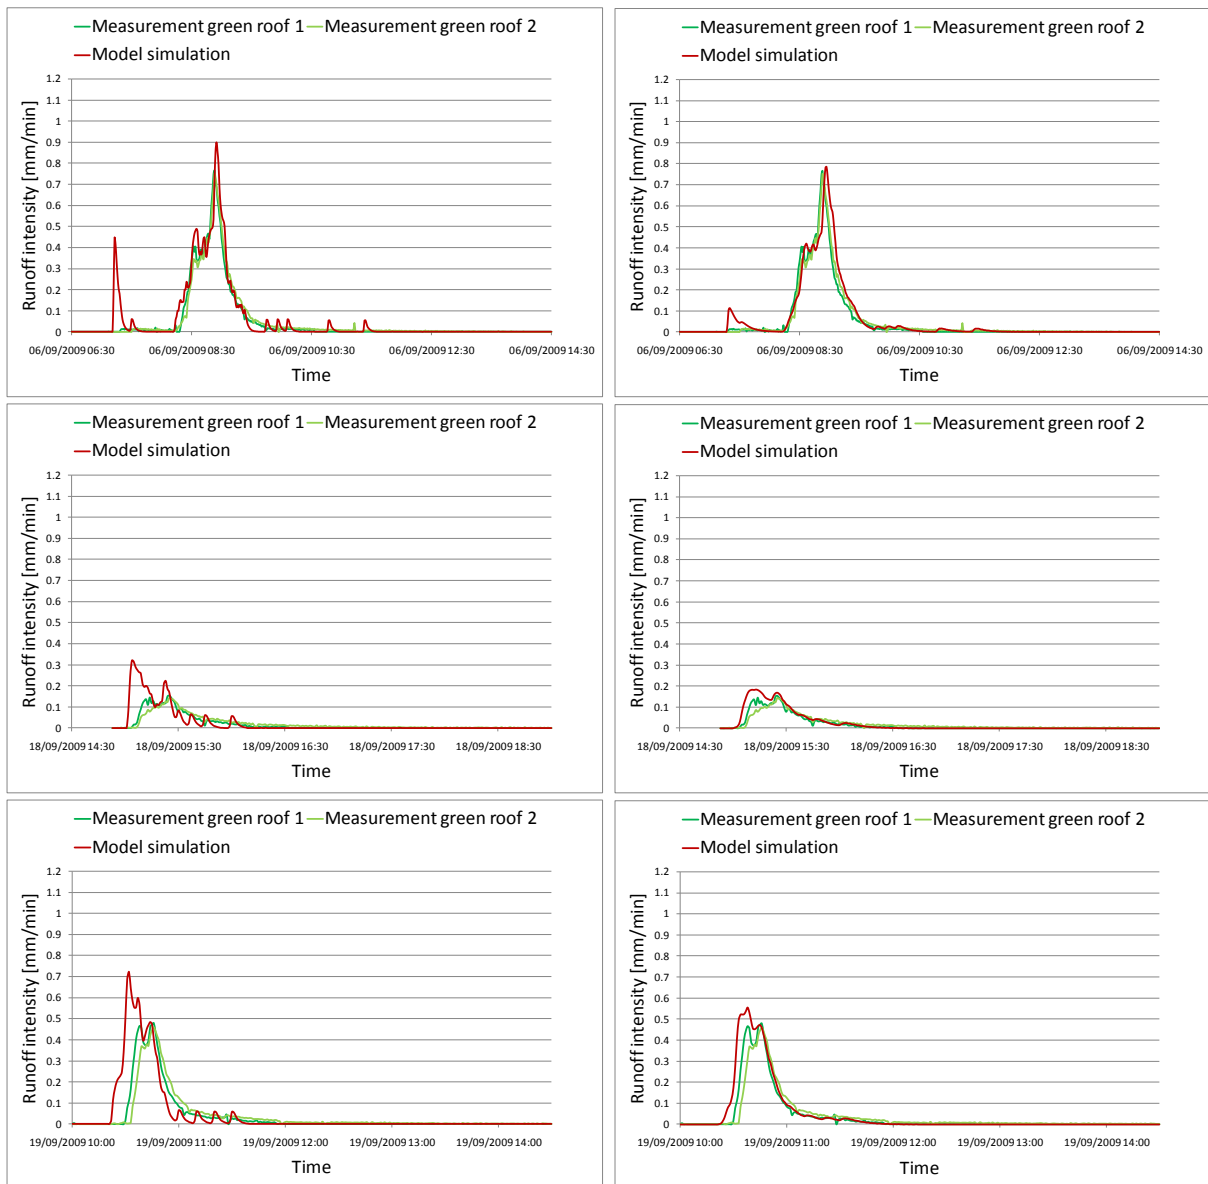 Measurement green roof 1 Measurement green roof 2
Model simulation
1.2
1.1
1
0.9
0.8
0.7
0.6
0.5
0.4
0.3
0.2
0.1
0
Runoff intensity [mm/min]
06/09/2009 06:30 06/09/2009 08:30 06/09/2009 10:30 06/09/2009 12:30 06/09/2009 14:30
Time
Measurement green roof 1 Measurement green roof 2
Model simulation
1.2
1.1
1
0.9
0.8
0.7
0.6
0.5
0.4
0.3
0.2
0.1
0
Runoff intensity [mm/min]
06/09/2009 06:30 06/09/2009 08:30 06/09/2009 10:30 06/09/2009 12:30 06/09/2009 14:30
Time
Measurement green roof 1 Measurement green roof 2
Model simulation
1.2
1.1
1
0.9
0.8
0.7
0.6
0.5
0.4
0.3
0.2
0.1
0
Runoff intensity [mm/min]
18/09/2009 14:30 18/09/2009 15:30 18/09/2009 16:30 18/09/2009 17:30 18/09/2009 18:30
Time
Measurement green roof 1 Measurement green roof 2
Model simulation
1.2
1.1
1
0.9
0.8
0.7
0.6
0.5
0.4
0.3
0.2
0.1
0
Runoff intensity [mm/min]
18/09/2009 14:30 18/09/2009 15:30 18/09/2009 16:30 18/09/2009 17:30 18/09/2009 18:30
Time
Measurement green roof 1 Measurement green roof 2
Model simulation
1.2
1.1
1
0.9
0.8
0.7
0.6
0.5
0.4
0.3
0.2
0.1
0
Runoff intensity [mm/min]
19/09/2009 10:00 19/09/2009 11:00 19/09/2009 12:00 19/09/2009 13:00 19/09/2009 14:00
Time
Measurement green roof 1 Measurement green roof 2
Model simulation
1.2
1.1
1
0.9
0.8
0.7
0.6
0.5
0.4
0.3
0.2
0.1
0
Runoff intensity [mm/min]
19/09/2009 10:00 19/09/2009 11:00 19/09/2009 12:00 19/09/2009 13:00 19/09/2009 14:00
Time